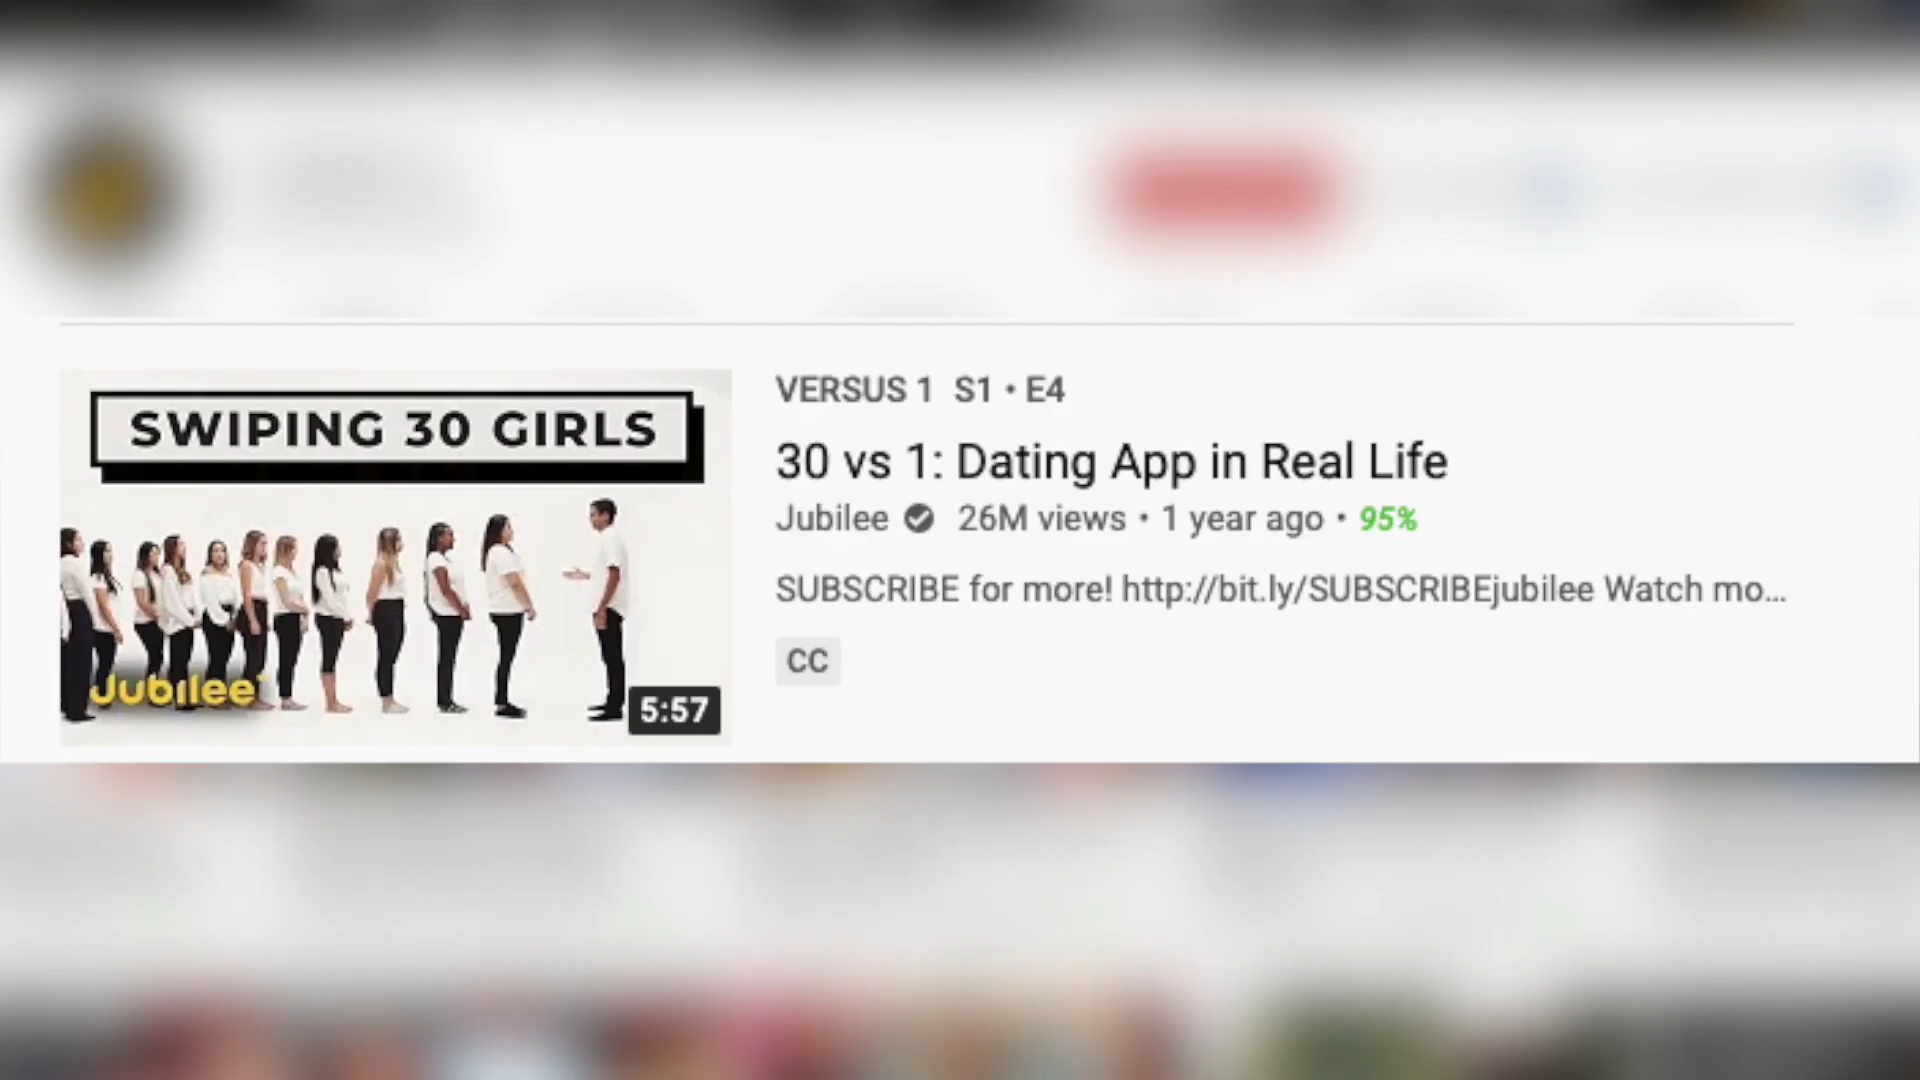 SWIPING 30 GIRLS
Jubilee
5:57
VERSUS 1 S1 • E4
30 vs 1: Dating App in Real Life
Jubilee 26M views • 1 year ago • 95%
SUBSCRIBE for more! http://bit.ly/SUBSCRIBEjubilee Watch mo...
CC